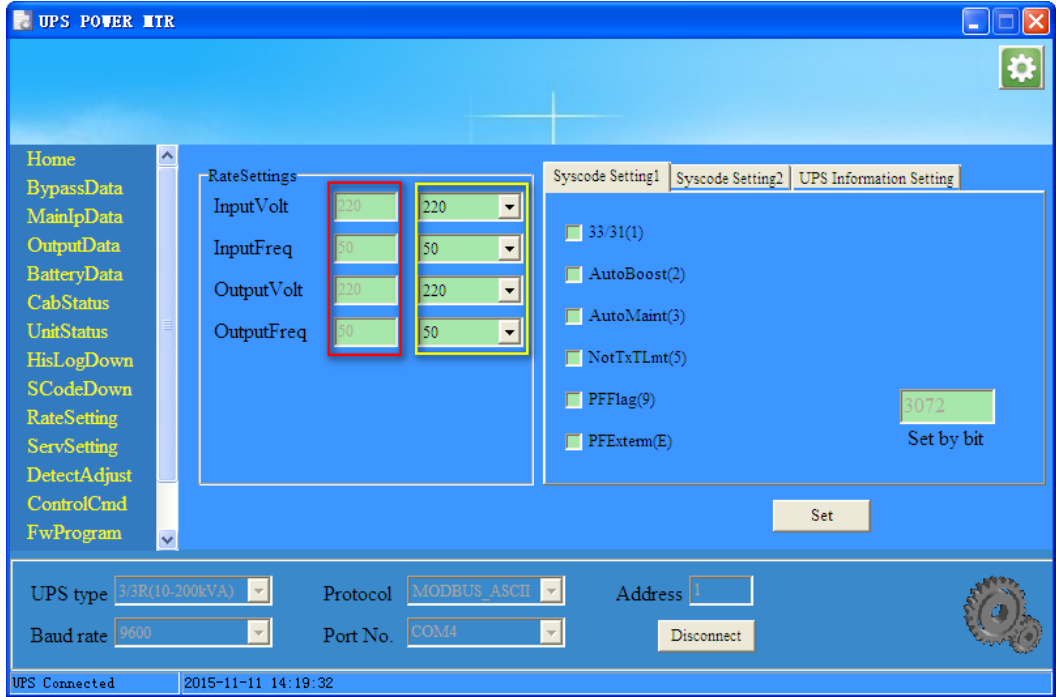 UPS POWER MTR
Home
BypassData
MainIpData
OutputData
BatteryData
CabStatus
UnitStatus
HisLogDown
SCodeDown
RateSetting
ServSetting
DetectAdjust
ControlCmd
FwProgram
RateSettings
InputVolt 220 220
InputFreq 50 50
OutputVolt 220 220
OutputFreq 50 50
Syscode Setting1 Syscode Setting2 UPS Information Setting
33/31(1)
AutoBoost(2)
AutoMaint(3)
NotTxTLmt(5)
PFFlag(9)
PFExterm(E)
3072
Set by bit
Set
UPS type 3/3R(10-200kVA) Protocol MODBUS_ASCII Address 1
Baud rate 9600 Port No. COM4 Disconnect
UPS Connected 2015-11-11 14:19:32